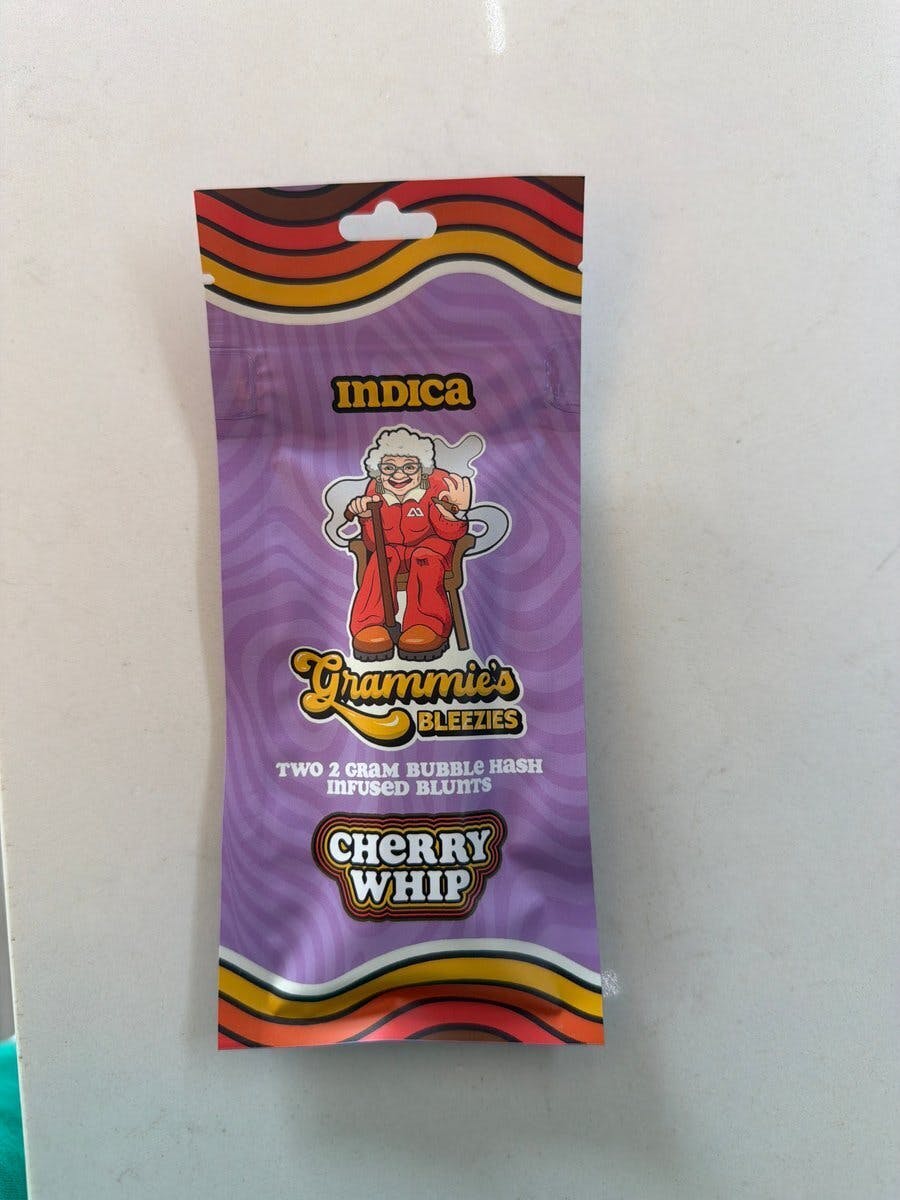 INDICA
Grammie's
BLEEZIES
TWO 2 GRAM BUBBLE HASH
INFUSED BLUNTS
CHERRY
WHIP